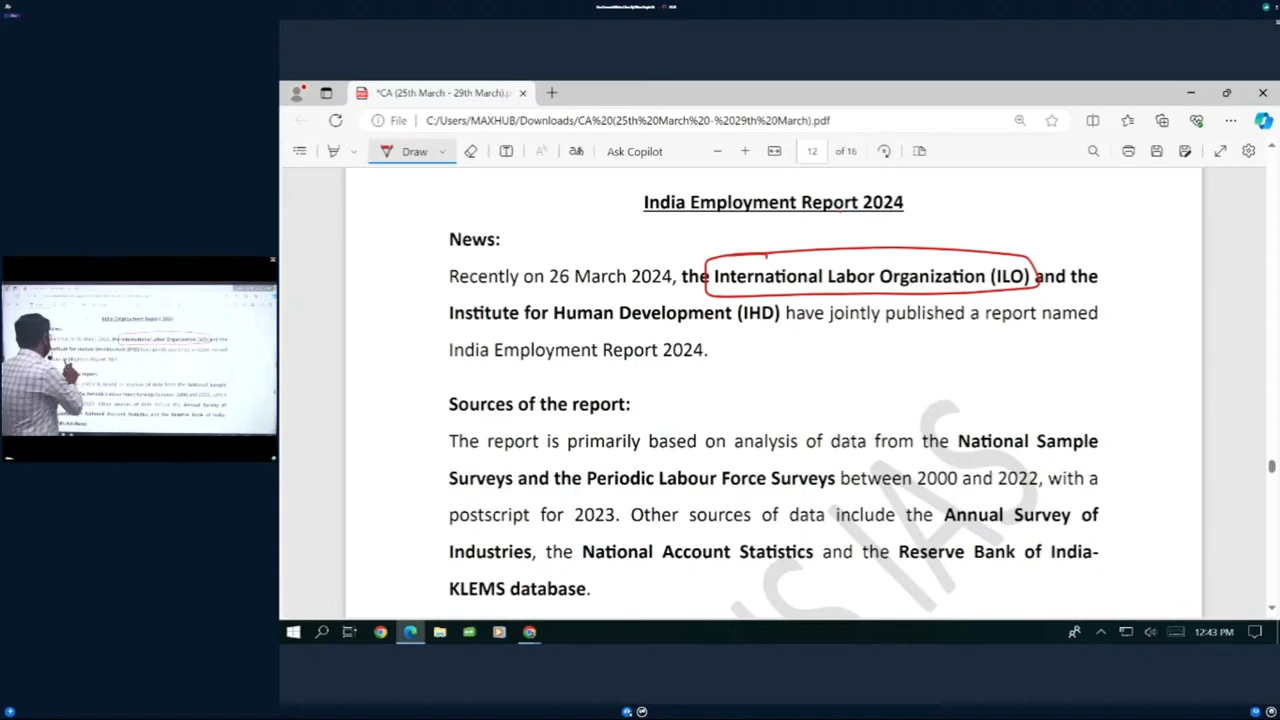 *CA (25th March - 29th March).p
File
C:/Users/MAXHUB/Downloads/CA%20(25th%20March%20-%2029th%20March).pdf
Draw
Ask Copilot
12 of 16
India Employment Report 2024
News:
Recently on 26 March 2024, the International Labor Organization (ILO) and the
Institute for Human Development (IHD) have jointly published a report named
India Employment Report 2024.
Sources of the report:
The report is primarily based on analysis of data from the National Sample
Surveys and the Periodic Labour Force Surveys between 2000 and 2022, with a
postscript for 2023. Other sources of data include the Annual Survey of
Industries, the National Account Statistics and the Reserve Bank of India-
KLEMS database.
IAS
12:43 PM